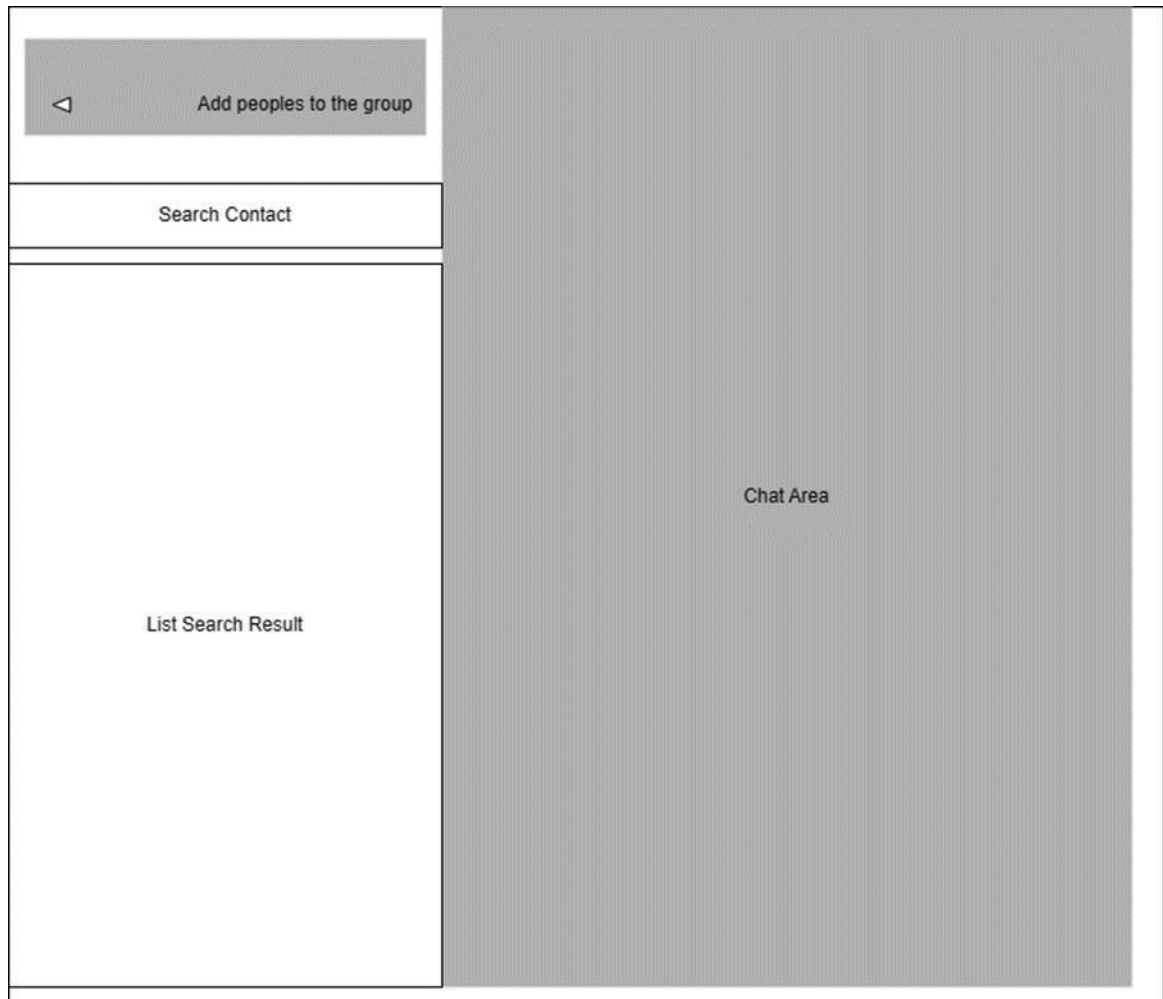 Add peoples to the group
Search Contact
Chat Area
List Search Result